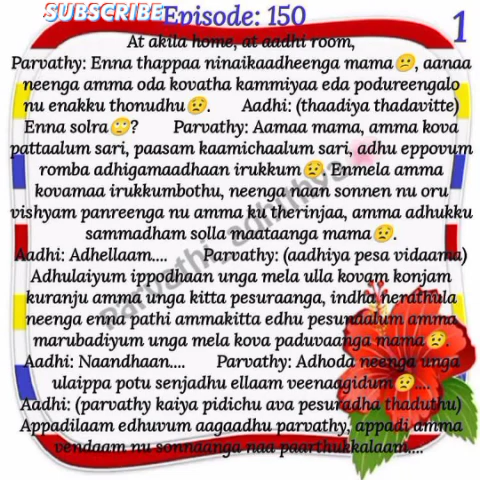 SUBSCRIBE
Episode: 150
1
At akila home, at aadhi room,
Parvathy: Enna thappaa ninaikaadheenga mama😕, aanaa
neenga amma oda kovatha kammiyaa eda podureengalo
nu enakku thonudhu😟. Aadhi: (thaadiya thadavitte)
Enna solra🙄? Parvathy: Aamaa mama, amma kova
pattaalum sari, paasam kaamichaalum sari, adhu eppovum
romba adhigamaadhaan irukkum😟. Enmela amma
kovamaa irukkumbothu, neenga naan sonnen nu oru
vishyam panreenga nu amma ku therinjaa, amma adhukku
sammadham solla maataanga mama😟.
Aadhi: Adhellaam.... Parvathy: (aadhiya pesa vidaama)
Adhulaiyum ippodhaan unga mela ulla kovam konjam
kuranju amma unga kitta pesuraanga, indha nerathula
neenga enna pathi ammakitta edhu pesunaalum amma
marubadiyum unga mela kova paduvaanga mama😟
Aadhi: Naandhaan.... Parvathy: Adhoda neenga unga
ulaippa potu senjadhu ellaam veenaagidum😟....
Aadhi: (parvathy kaiya pidichu ava pesuradha thaduthu)
Appadilaam edhuvum aagaadhu parvathy, appadi amma
vendaam nu sonnaanga naa paarthukkalaam....